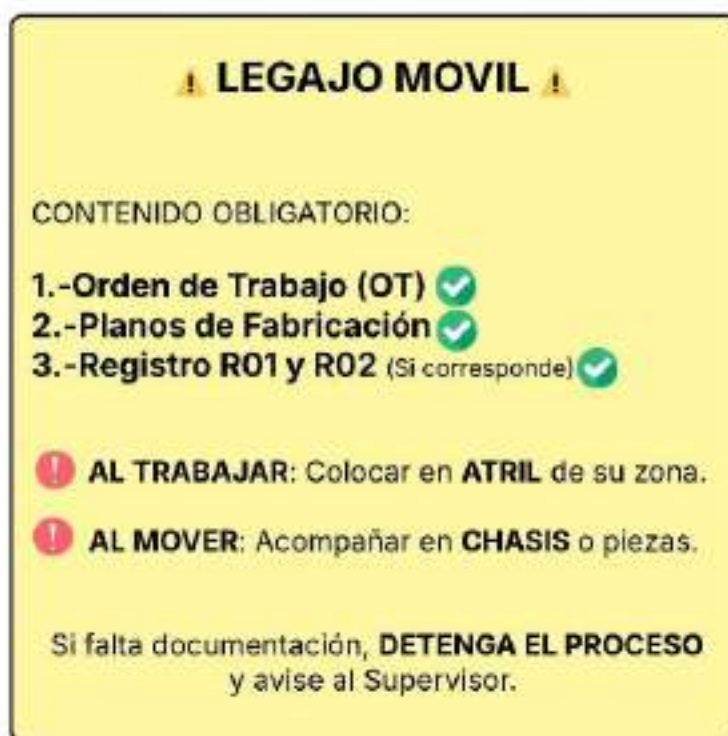 ⚠ LEGAJO MOVIL ⚠
CONTENIDO OBLIGATORIO:
1.-Orden de Trabajo (OT) ✅
2.-Planos de Fabricación ✅
3.-Registro R01 y R02 (Si corresponde) ✅
❗ AL TRABAJAR: Colocar en ATRIL de su zona.
❗ AL MOVER: Acompañar en CHASIS o piezas.
Si falta documentación, DETENGA EL PROCESO
y avise al Supervisor.